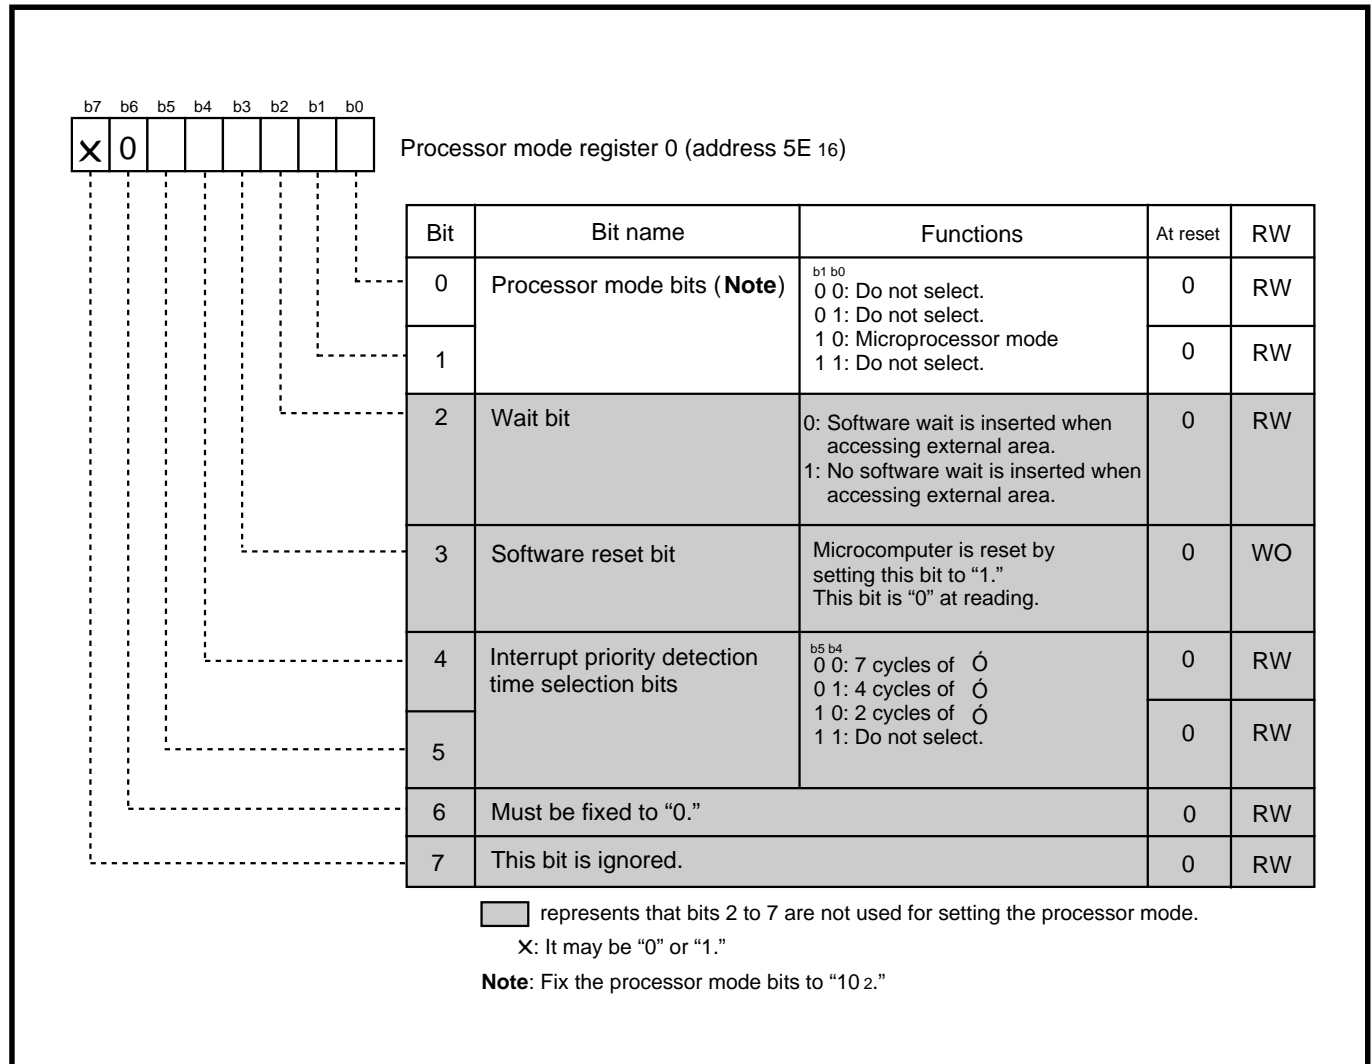 b7 b6 b5 b4 b3 b2 b1 b0
× 0
Processor mode register 0 (address 5E 16)
Bit Bit name Functions At reset RW
0 Processor mode bits (Note) b1 b0 0 RW
0 0: Do not select.
0 1: Do not select.
1 0: Microprocessor mode
1 1: Do not select.
1 0 RW
2 Wait bit 0: Software wait is inserted when 0 RW
accessing external area.
1: No software wait is inserted when
accessing external area.
3 Software reset bit Microcomputer is reset by 0 WO
setting this bit to “1.”
This bit is “0” at reading.
4 Interrupt priority detection b5 b4 0 RW
time selection bits 0 0: 7 cycles of Ó
0 1: 4 cycles of Ó
1 0: 2 cycles of Ó
1 1: Do not select.
5 0 RW
6 Must be fixed to “0.” 0 RW
7 This bit is ignored. 0 RW
represents that bits 2 to 7 are not used for setting the processor mode.
×: It may be “0” or “1.”
Note: Fix the processor mode bits to “10 2.”